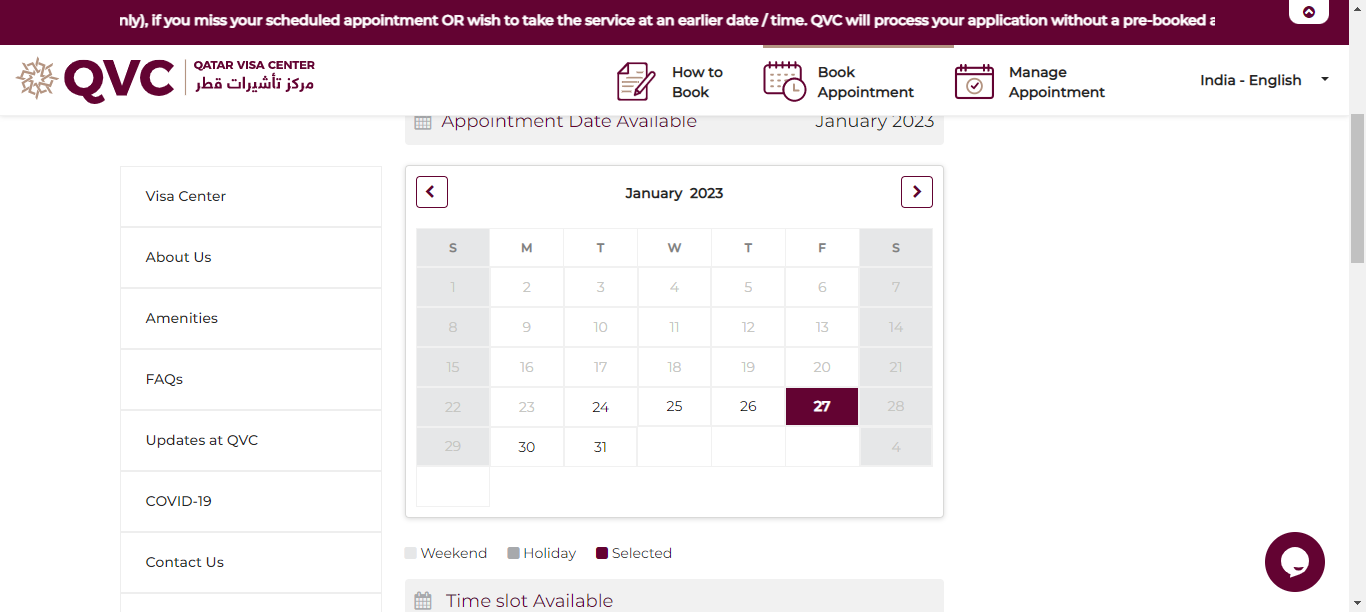 nly), if you miss your scheduled appointment OR wish to take the service at an earlier date / time. QVC will process your application without a pre-booked a
QVC
QATAR VISA CENTER
مركز تأشيرات قطر
How to
Book
Book
Appointment
Manage
Appointment
India - English
Appointment Date Available
January 2023
Visa Center
About Us
Amenities
FAQs
Updates at QVC
COVID-19
Contact Us
January 2023
S M T W T F S
1 2 3 4 5 6 7
8 9 10 11 12 13 14
15 16 17 18 19 20 21
22 23 24 25 26 27 28
29 30 31 4
Weekend Holiday Selected
Time slot Available